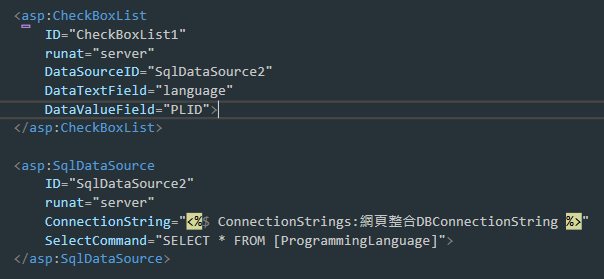 <asp:CheckBoxList
ID="CheckBoxList1"
runat="server"
DataSourceID="SqlDataSource2"
DataTextField="language"
DataValueField="PLID">
</asp:CheckBoxList>
<asp:SqlDataSource
ID="SqlDataSource2"
runat="server"
ConnectionString="<%$ ConnectionStrings:網頁整合DBConnectionString %>"
SelectCommand="SELECT * FROM [ProgrammingLanguage]">
</asp:SqlDataSource>